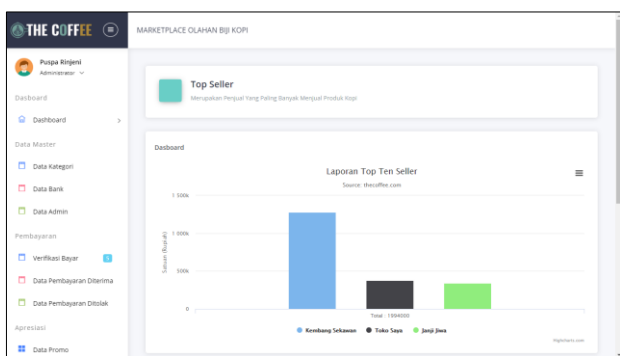 THE COFFEE
MARKETPLACE OLAHAN BIJI KOPI
Puspa Rinjeni
Administrator
Dasboard
Dashboard
Data Master
Data Kategori
Data Bank
Data Admin
Pembayaran
Verifikasi Bayar
Data Pembayaran Diterima
Data Pembayaran Ditolak
Apresiasi
Data Promo
Top Seller
Merupakan Penjual Yang Paling Banyak Menjual Produk Kopi
Dasboard
Laporan Top Ten Seller
Source: thecoffee.com
Satuan (Rupiah)
1 500k
1 000k
500k
0
Total : 1994000
Kembang Sekawan Toko Saya Janji Jiwa
Highcharts.com